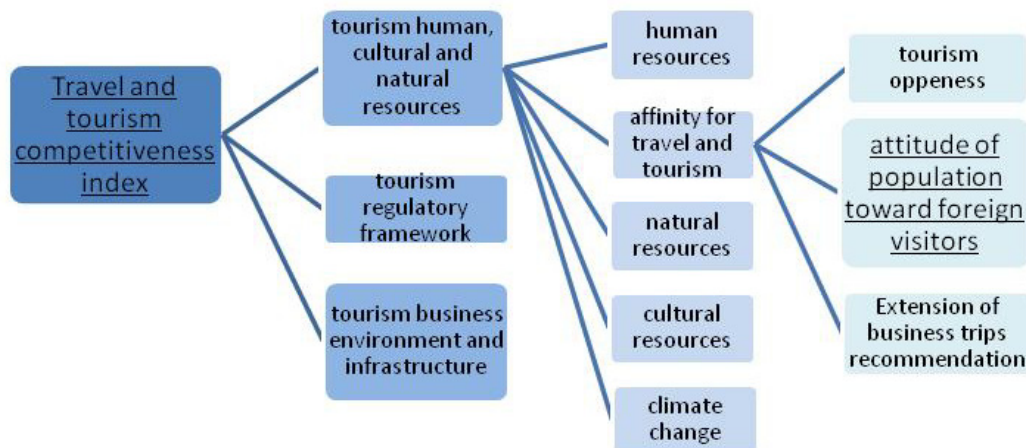 Travel and
tourism
competitiveness
index
tourism human,
cultural and
natural
resources
tourism
regulatory
framework
tourism business
environment and
infrastructure
human
resources
affinity for
travel and
tourism
natural
resources
cultural
resources
climate
change
tourism
oppeness
attitude of
population
toward foreign
visitors
Extension of
business trips
recommendation